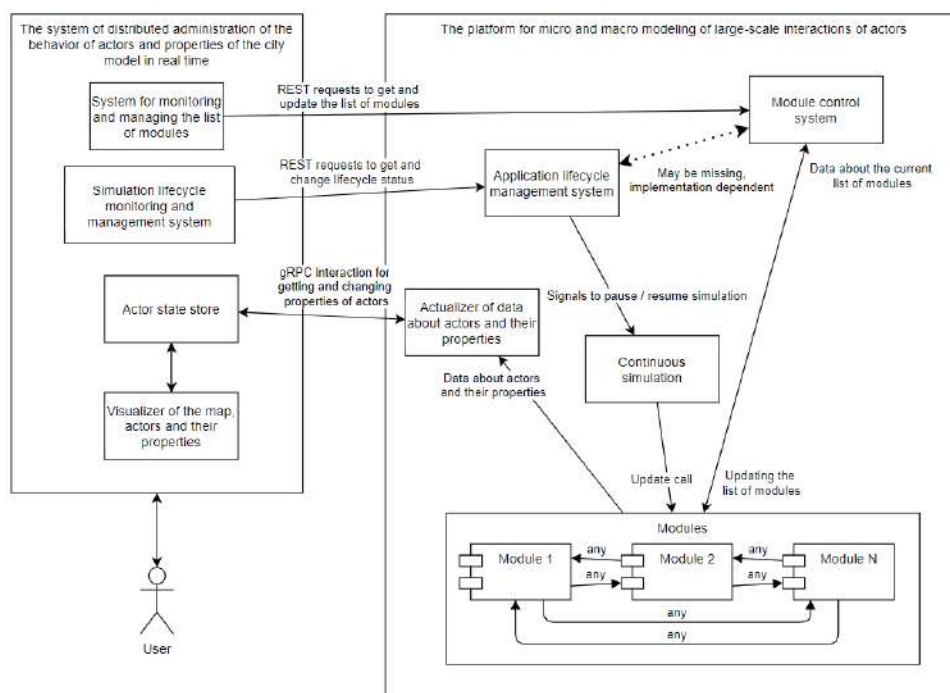 The system of distributed administration of the
behavior of actors and properties of the city
model in real time
System for monitoring
and managing the list
of modules
Simulation lifecycle
monitoring and
management system
Actor state store
Visualizer of the map,
actors and their
properties
User
REST requests to get and
update the list of modules
REST requests to get and
change lifecycle status
gRPC interaction for
getting and changing
properties of actors
The platform for micro and macro modeling of large-scale interactions of actors
Module control
system
Application lifecycle
management system
May be missing,
implementation dependent
Data about the current
list of modules
Signals to pause / resume simulation
Actualizer of data
about actors and their
properties
Continuous
simulation
Data about actors
and their properties
Update call
Updating the
list of modules
Modules
Module 1
any
any
Module 2
any
any
Module N
any
any